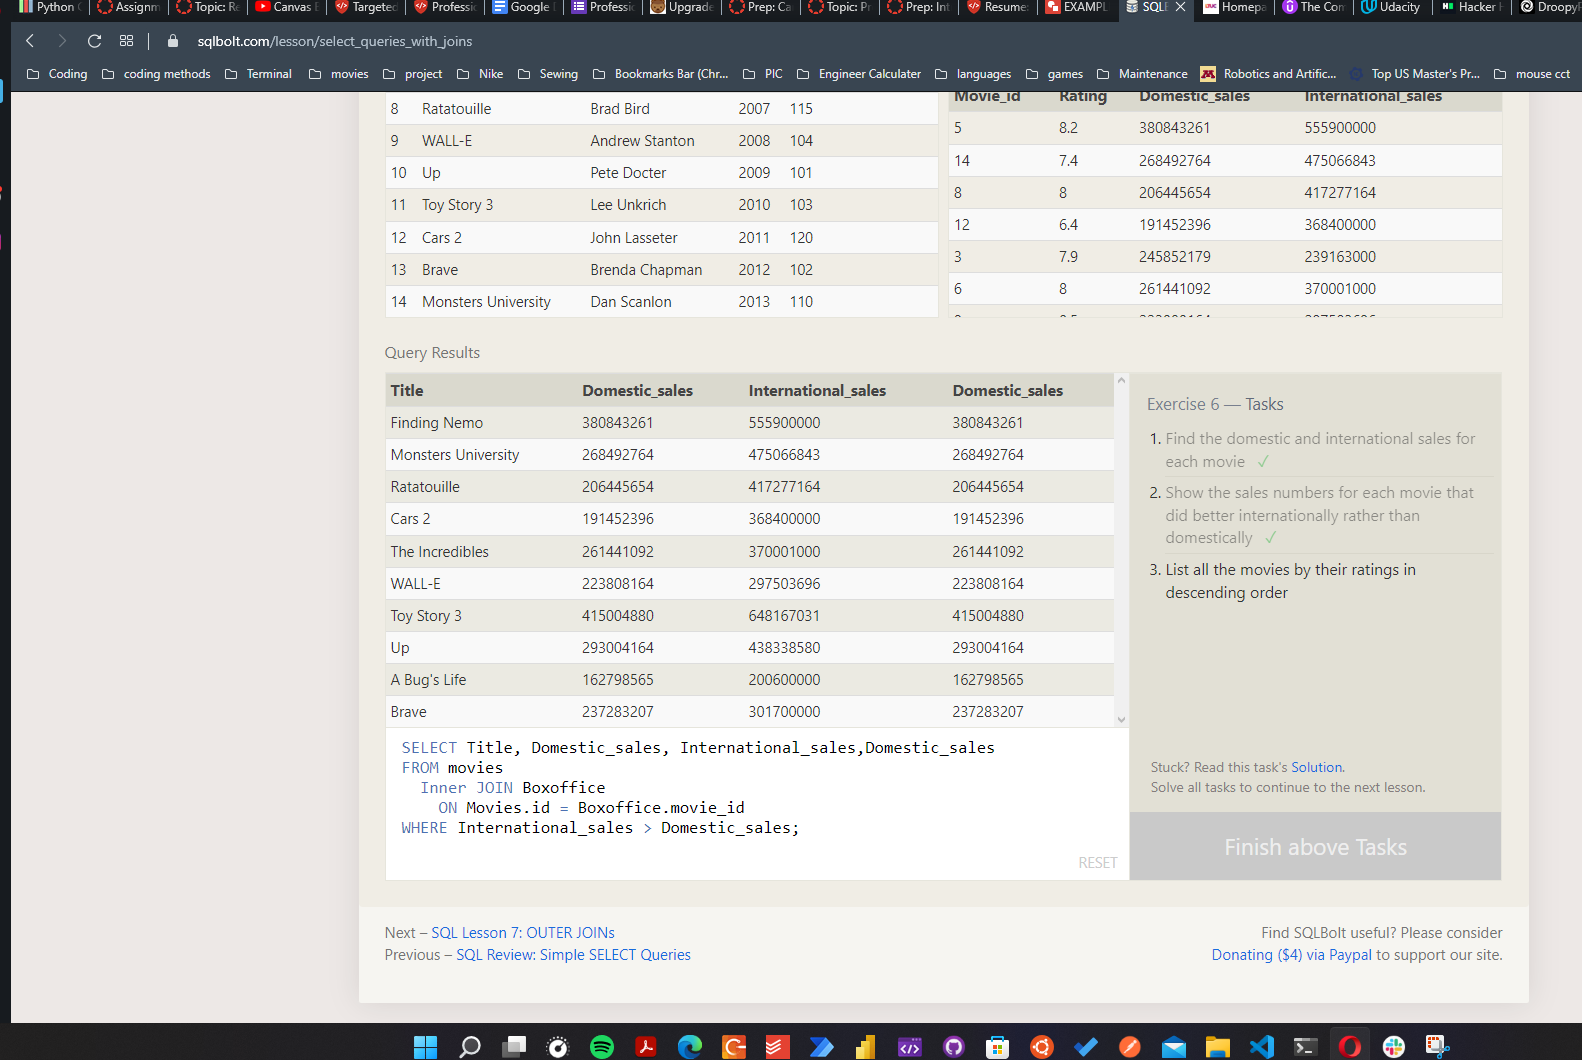 Python
Assignm
Topic: Re
Canvas
Targeted
Professi
Google
Professi
Upgrade
Prep: Ca
Topic: Pr
Prep: Int
Resume:
EXAMPL
SQLE
Homepa
The Con
Udacity
Hacker
DroopyF
sqlbolt.com/lesson/select_queries_with_joins
Coding coding methods Terminal movies project Nike Sewing Bookmarks Bar (Chr... PIC Engineer Calculater languages games Maintenance Robotics and Artific... Top US Master's Pr... mouse cct
8 Ratatouille Brad Bird 2007 115
9 WALL-E Andrew Stanton 2008 104
10 Up Pete Docter 2009 101
11 Toy Story 3 Lee Unkrich 2010 103
12 Cars 2 John Lasseter 2011 120
13 Brave Brenda Chapman 2012 102
14 Monsters University Dan Scanlon 2013 110
Movie_id Rating Domestic_sales International_sales
5 8.2 380843261 555900000
14 7.4 268492764 475066843
8 8 206445654 417277164
12 6.4 191452396 368400000
3 7.9 245852179 239163000
6 8 261441092 370001000
Query Results
Title Domestic_sales International_sales Domestic_sales
Finding Nemo 380843261 555900000 380843261
Monsters University 268492764 475066843 268492764
Ratatouille 206445654 417277164 206445654
Cars 2 191452396 368400000 191452396
The Incredibles 261441092 370001000 261441092
WALL-E 223808164 297503696 223808164
Toy Story 3 415004880 648167031 415004880
Up 293004164 438338580 293004164
A Bug's Life 162798565 200600000 162798565
Brave 237283207 301700000 237283207
SELECT Title, Domestic_sales, International_sales,Domestic_sales
FROM movies
Inner JOIN Boxoffice
ON Movies.id = Boxoffice.movie_id
WHERE International_sales > Domestic_sales;
RESET
Exercise 6 — Tasks
1. Find the domestic and international sales for
each movie ✓
2. Show the sales numbers for each movie that
did better internationally rather than
domestically ✓
3. List all the movies by their ratings in
descending order
Stuck? Read this task's Solution.
Solve all tasks to continue to the next lesson.
Finish above Tasks
Next – SQL Lesson 7: OUTER JOINs
Previous – SQL Review: Simple SELECT Queries
Find SQLBolt useful? Please consider
Donating ($4) via Paypal to support our site.